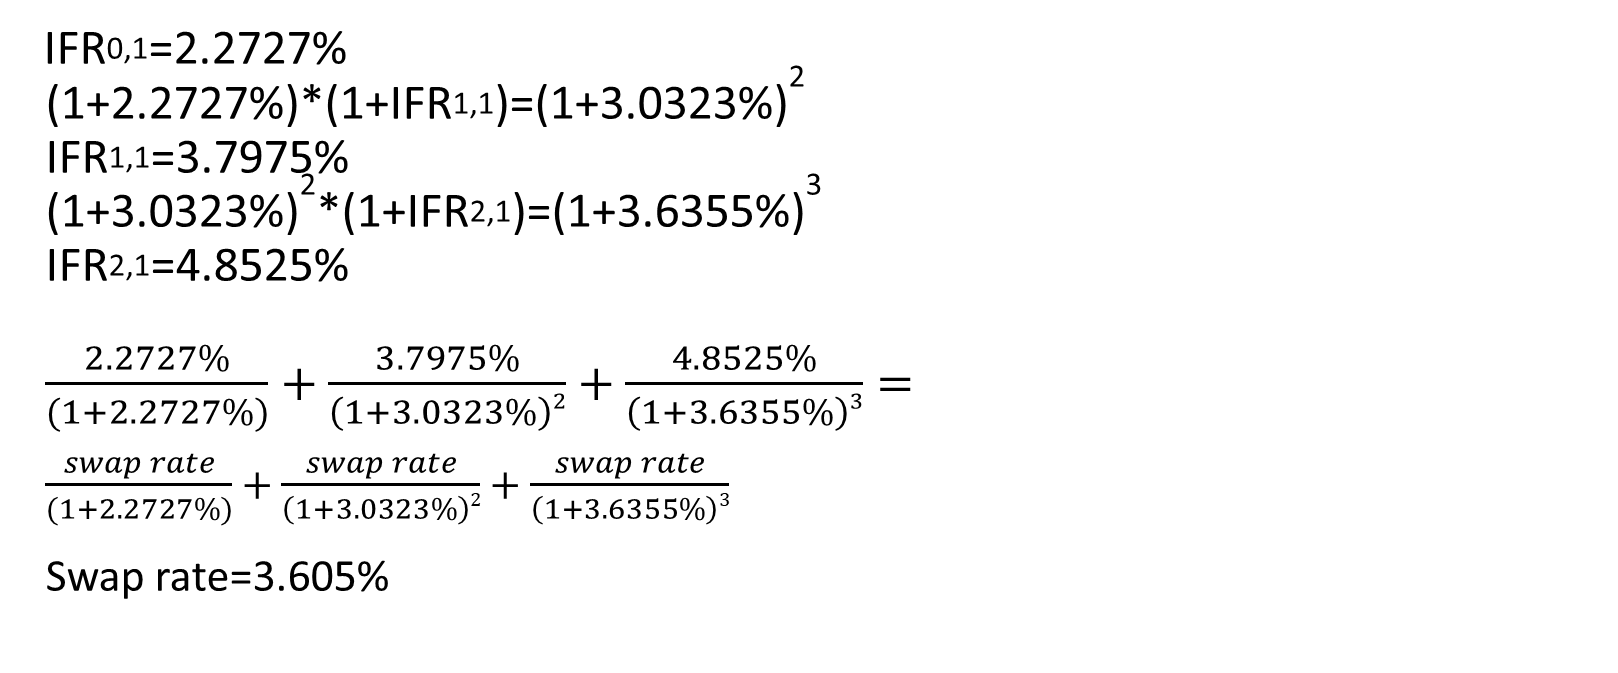 IFR0,1=2.2727%
(1+2.2727%)*(1+IFR1,1)=(1+3.0323%)^2
IFR1,1=3.7975%
(1+3.0323%)^2*(1+IFR2,1)=(1+3.6355%)^3
IFR2,1=4.8525%
2.2727%/(1+2.2727%) + 3.7975%/(1+3.0323%)^2 + 4.8525%/(1+3.6355%)^3 =
swap rate/(1+2.2727%) + swap rate/(1+3.0323%)^2 + swap rate/(1+3.6355%)^3
Swap rate=3.605%